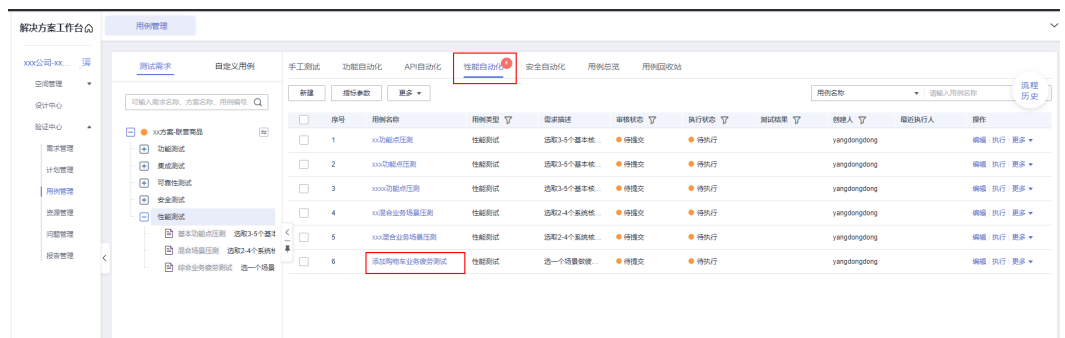 解决方案工作台
用例管理
xxx公司-xx...
空间管理
设计中心
验证中心
需求管理
计划管理
用例管理
资源管理
问题管理
报告管理
测试需求 自定义用例
可输入需求名称、方案名称、用例编号
xx方案-联营商品
功能测试
集成测试
可靠性测试
安全测试
性能测试
基本功能点压测 选取3-5个基本
混合场景压测 选取2-4个系统核
综合业务疲劳测试 选一个场景
手工测试 功能自动化 API自动化 性能自动化 安全自动化 用例总览 用例回收站
新建 指标参数 更多
用例名称 请输入用例名称
流程
历史
序号 用例名称 用例类型 需求描述 审核状态 执行状态 测试结果 创建人 最近执行人 操作
1 xx功能点压测 性能测试 选取3-5个基本核... 待提交 待执行 yangdongdong 编辑 执行 更多
2 xxx功能点压测 性能测试 选取3-5个基本核... 待提交 待执行 yangdongdong 编辑 执行 更多
3 xxxx功能点压测 性能测试 选取3-5个基本核... 待提交 待执行 yangdongdong 编辑 执行 更多
4 xx混合业务场景压测 性能测试 选取2-4个系统核... 待提交 待执行 yangdongdong 编辑 执行 更多
5 xxx混合业务场景压测 性能测试 选取2-4个系统核... 待提交 待执行 yangdongdong 编辑 执行 更多
6 添加购物车业务疲劳测试 性能测试 选一个场景做疲... 待提交 待执行 yangdongdong 编辑 执行 更多